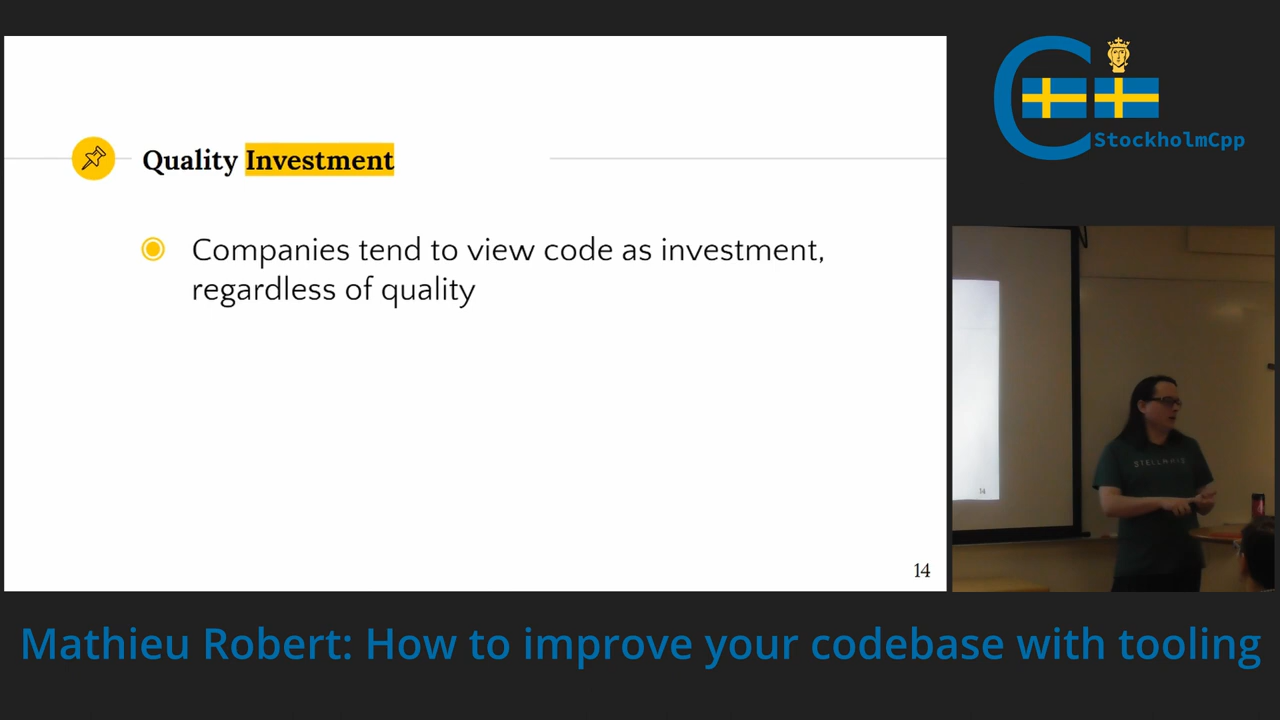 StockholmCpp
Quality Investment
Companies tend to view code as investment,
regardless of quality
14
14
Mathieu Robert: How to improve your codebase with tooling